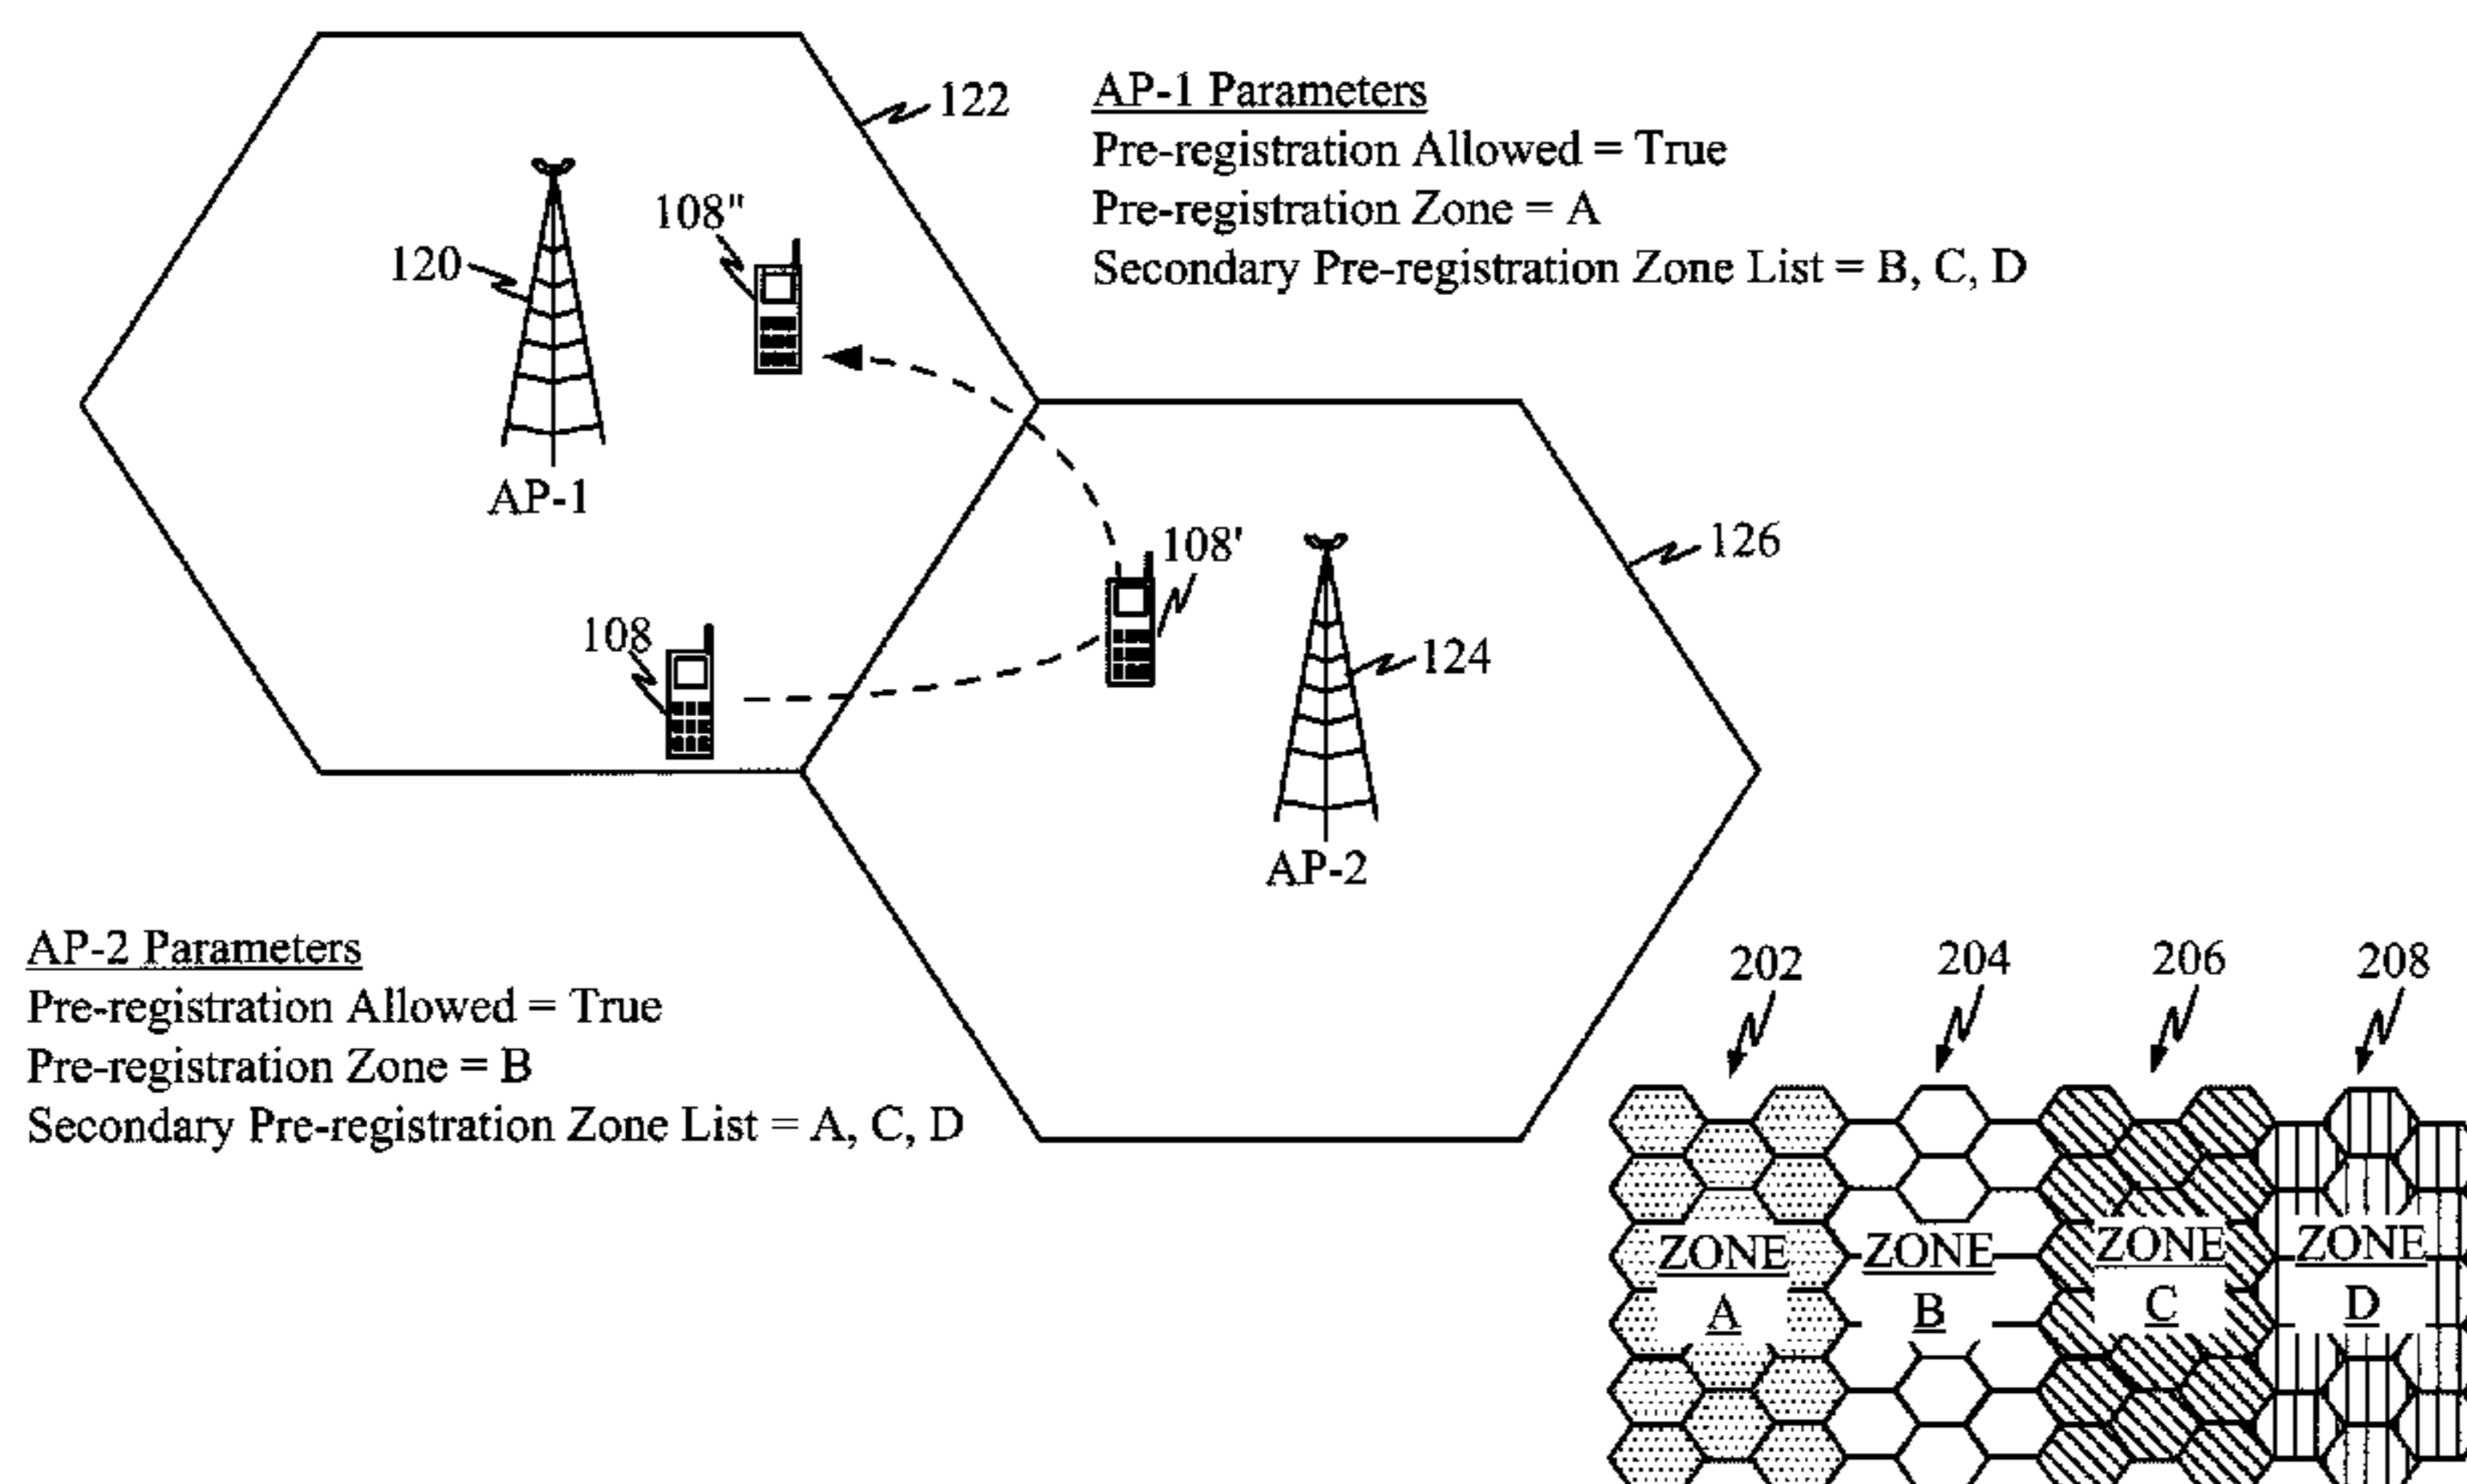 122
AP-1 Parameters
Pre-registration Allowed = True
Pre-registration Zone = A
Secondary Pre-registration Zone List = B, C, D
108"
120
AP-1
108'
126
108
124
AP-2
AP-2 Parameters
Pre-registration Allowed = True
Pre-registration Zone = B
Secondary Pre-registration Zone List = A, C, D
202
204
206
208
ZONE
A
ZONE
B
ZONE
C
ZONE
D